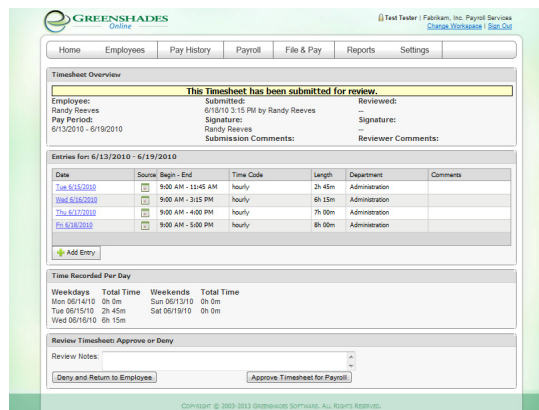 GREENSHADES
Online
Test Tester | Fabrikam, Inc. Payroll Services
Change Workspace | Sign Out
Home Employees Pay History Payroll File & Pay Reports Settings
Timesheet Overview
This Timesheet has been submitted for review.
Employee: Submitted: Reviewed:
Randy Reeves 6/18/10 3:15 PM by Randy Reeves --
Pay Period: Signature: Signature:
6/13/2010 - 6/19/2010 Randy Reeves --
Submission Comments: Reviewer Comments:
Entries for: 6/13/2010 - 6/19/2010
Date Source Begin - End Time Code Length Department Comments
Tue 6/15/2010 9:00 AM - 11:45 AM hourly 2h 45m Administration
Wed 6/16/2010 9:00 AM - 3:15 PM hourly 6h 15m Administration
Thu 6/17/2010 9:00 AM - 4:00 PM hourly 7h 00m Administration
Fri 6/18/2010 9:00 AM - 5:00 PM hourly 8h 00m Administration
Add Entry
Time Recorded Per Day
Weekdays Total Time Weekends Total Time
Mon 06/14/10 0h 0m Sun 06/13/10 0h 0m
Tue 06/15/10 2h 45m Sat 06/19/10 0h 0m
Wed 06/16/10 6h 15m
Review Timesheet: Approve or Deny
Review Notes:
Deny and Return to Employee Approve Timesheet for Payroll
COPYRIGHT © 2003-2013 GREENSHADES SOFTWARE. ALL RIGHTS RESERVED.